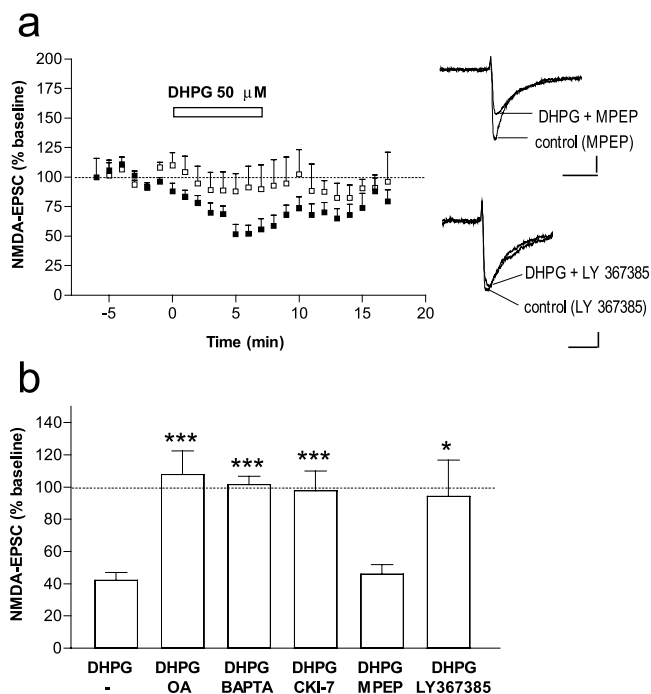 a
NMDA-EPSC (% baseline)
200
175
150
125
100
75
50
25
0
DHPG 50 μM
-5 0 5 10 15 20
Time (min)
DHPG + MPEP
control (MPEP)
DHPG + LY 367385
control (LY 367385)
b
NMDA-EPSC (% baseline)
140
120
100
80
60
40
20
0
*** *** *** *
DHPG DHPG DHPG DHPG DHPG DHPG
- OA BAPTA CKI-7 MPEP LY367385